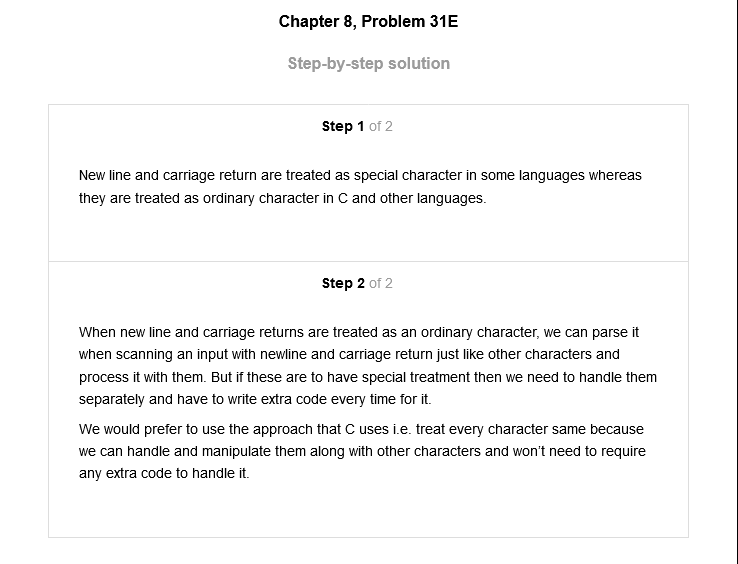 Chapter 8, Problem 31E
Step-by-step solution
Step 1 of 2
New line and carriage return are treated as special character in some languages whereas
they are treated as ordinary character in C and other languages.
Step 2 of 2
When new line and carriage returns are treated as an ordinary character, we can parse it
when scanning an input with newline and carriage return just like other characters and
process it with them. But if these are to have special treatment then we need to handle them
separately and have to write extra code every time for it.
We would prefer to use the approach that C uses i.e. treat every character same because
we can handle and manipulate them along with other characters and won’t need to require
any extra code to handle it.